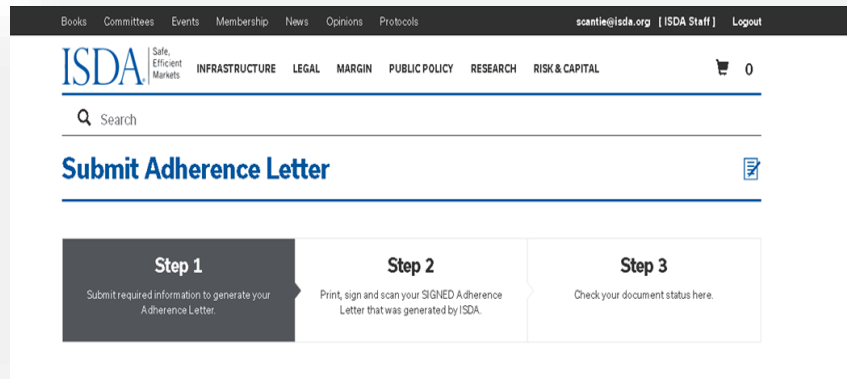 Books Committees Events Membership News Opinions Protocols scantie@isda.org [ ISDA Staff ] Logout
ISDA® Safe,
Efficient
Markets
INFRASTRUCTURE LEGAL MARGIN PUBLIC POLICY RESEARCH RISK & CAPITAL 0
Search
Submit Adherence Letter
Step 1
Submit required information to generate your
Adherence Letter.
Step 2
Print, sign and scan your SIGNED Adherence
Letter that was generated by ISDA.
Step 3
Check your document status here.